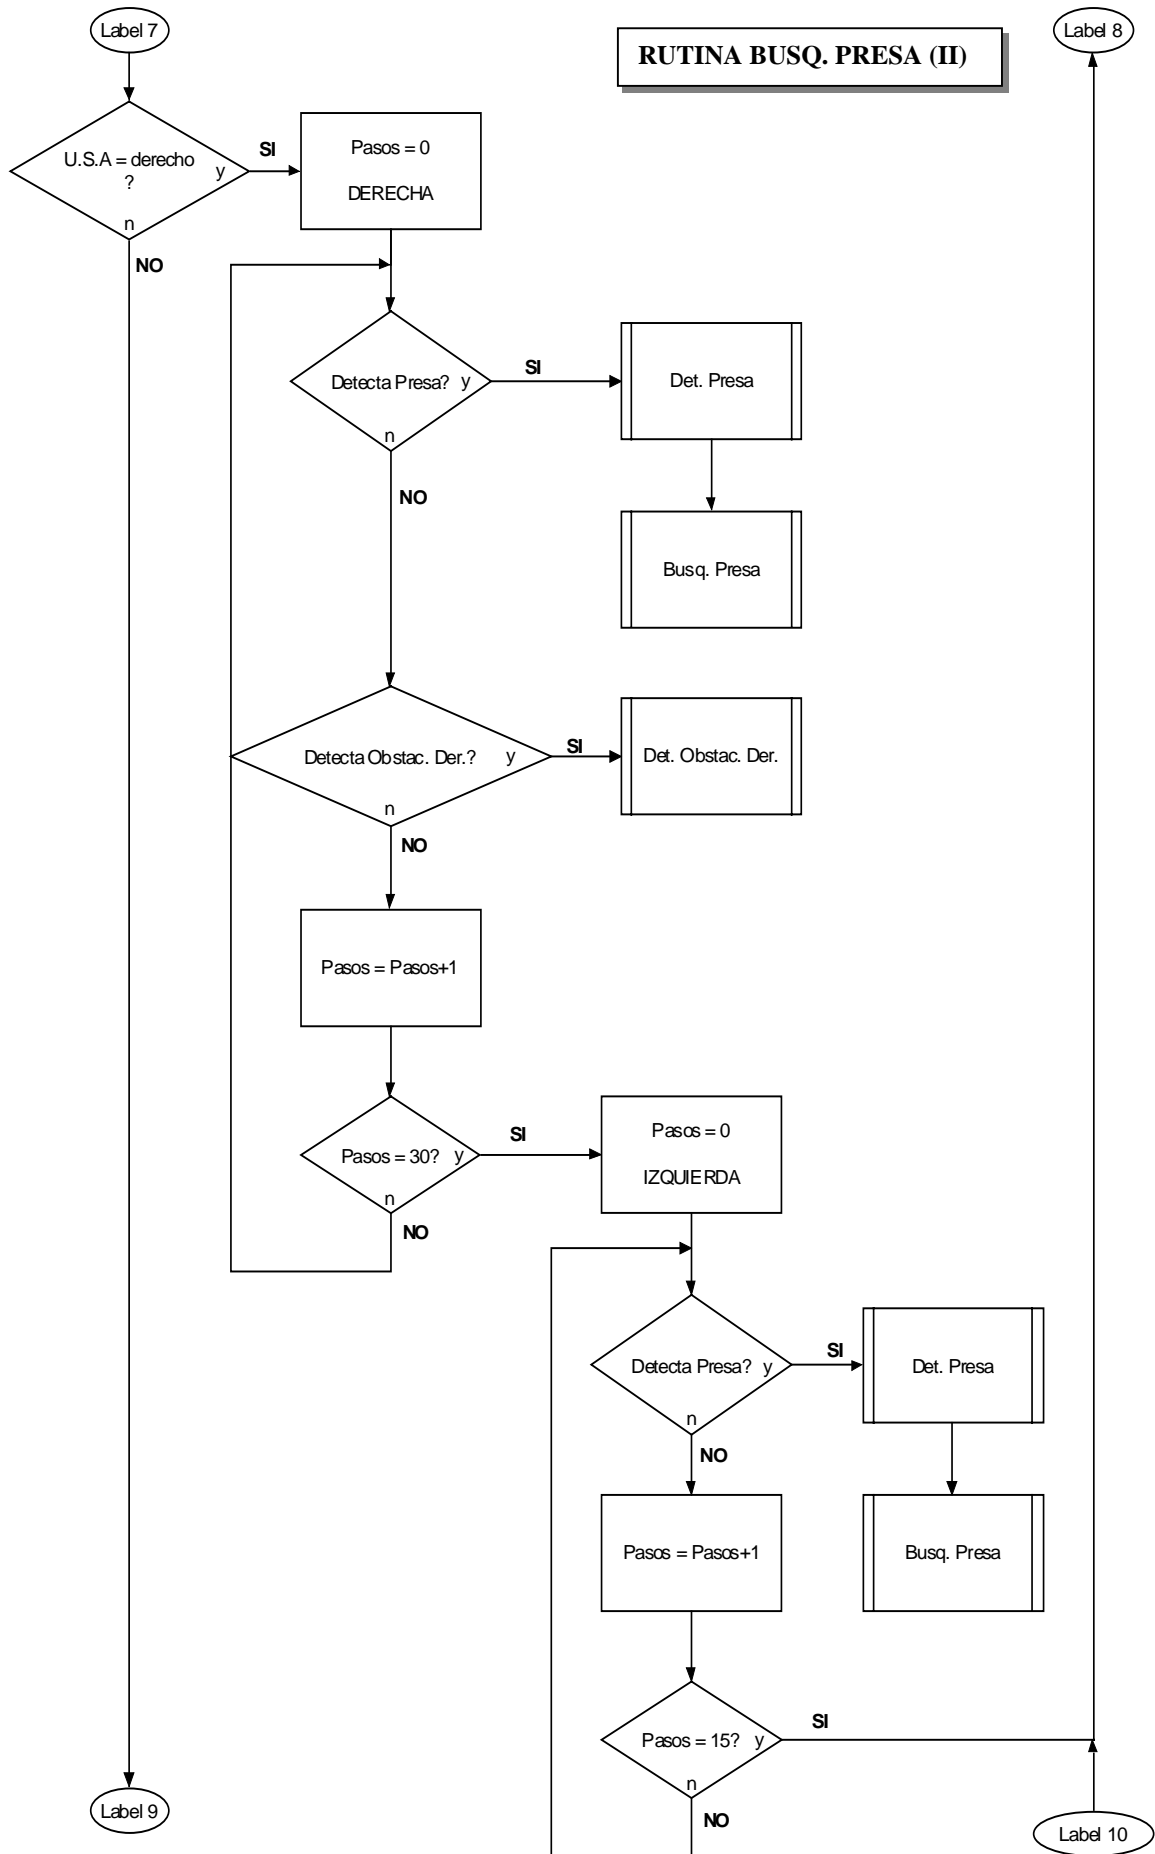 Label 7
Label 8
RUTINA BUSQ. PRESA (II)
U.S.A = derecho
?
y
n
SI
NO
Pasos = 0
DERECHA
Detecta Presa?
y
n
SI
NO
Det. Presa
Busq. Presa
Detecta Obstac. Der.?
y
n
SI
NO
Det. Obstac. Der.
Pasos = Pasos+1
Pasos = 30?
y
n
SI
NO
Pasos = 0
IZQUIERDA
Detecta Presa?
y
n
SI
NO
Det. Presa
Pasos = Pasos+1
Busq. Presa
Pasos = 15?
y
n
SI
NO
Label 9
Label 10